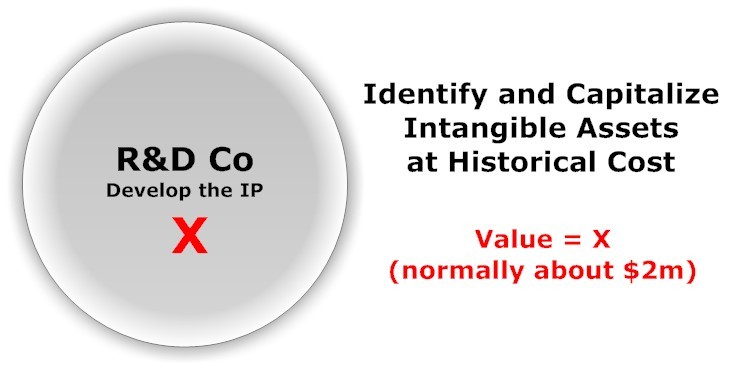 R&D Co
Develop the IP
X
Identify and Capitalize
Intangible Assets
at Historical Cost
Value = X
(normally about $2m)